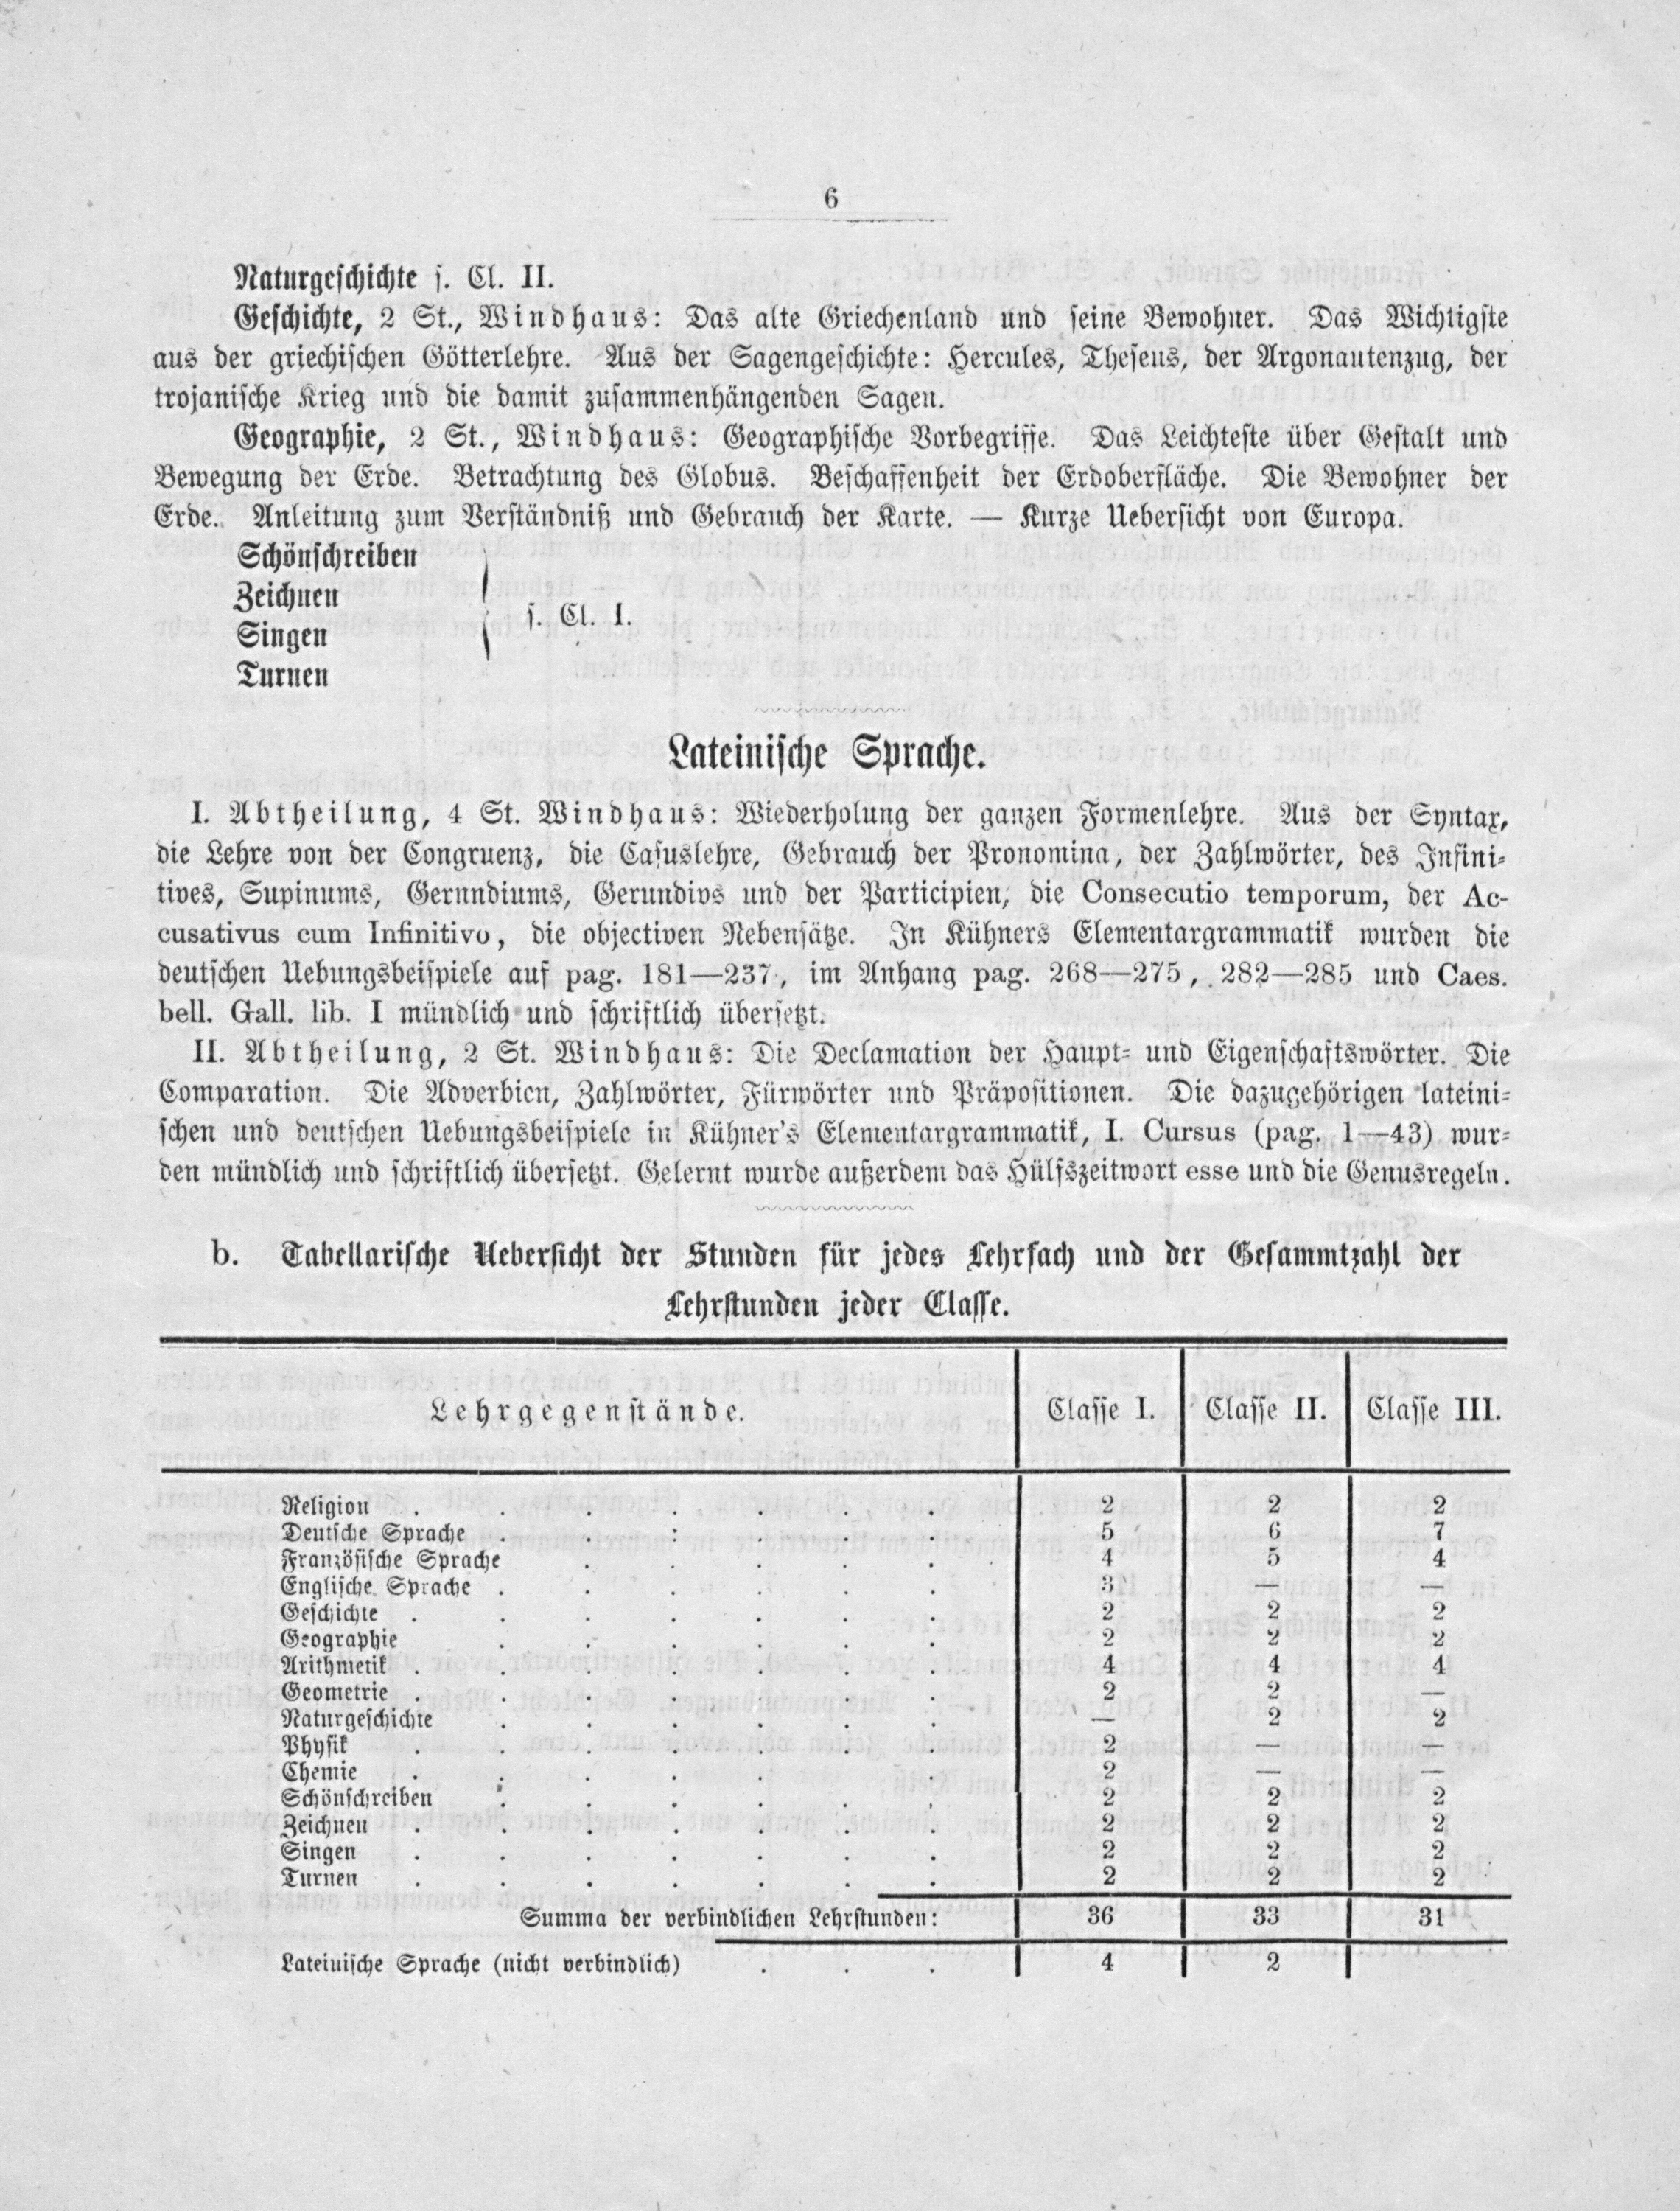 6
Naturgeschichte s. Cl. II.
Geschichte, 2 St., Windhaus: Das alte Griechenland und seine Bewohner. Das Wichtigste
aus der griechischen Götterlehre. Aus der Sagengeschichte: Hercules, Theseus, der Argonautenzug, der
trojanische Krieg und die damit zusammenhängenden Sagen.
Geographie, 2 St., Windhaus: Geographische Vorbegriffe. Das Leichteste über Gestalt und
Bewegung der Erde. Betrachtung des Globus. Beschaffenheit der Erdoberfläche. Die Bewohner der
Erde. Anleitung zum Verständniß und Gebrauch der Karte. — Kurze Uebersicht von Europa.
Schönschreiben
Zeichnen
Singen
Turnen
s. Cl. I.
Lateinische Sprache.
I. Abtheilung, 4 St. Windhaus: Wiederholung der ganzen Formenlehre. Aus der Syntax,
die Lehre von der Congruenz, die Casuslehre, Gebrauch der Pronomina, der Zahlwörter, des Infini-
tives, Supinums, Gerundiums, Gerundivs und der Participien, die Consecutio temporum, der Ac-
cusativus cum Infinitivo, die objectiven Nebensätze. In Kühners Elementargrammatik wurden die
deutschen Uebungsbeispiele auf pag. 181—237, im Anhang pag. 268—275, 282—285 und Caes.
bell. Gall. lib. I mündlich und schriftlich übersetzt.
II. Abtheilung, 2 St. Windhaus: Die Declamation der Haupt- und Eigenschaftswörter. Die
Comparation. Die Adverbien, Zahlwörter, Fürwörter und Präpositionen. Die dazugehörigen lateini-
schen und deutschen Uebungsbeispiele in Kühner's Elementargrammatik, I. Cursus (pag. 1—43) wur-
den mündlich und schriftlich übersetzt. Gelernt wurde außerdem das Hülfszeitwort esse und die Genusregeln.
b. Tabellarische Uebersicht der Stunden für jedes Lehrfach und der Gesammtzahl der
Lehrstunden jeder Classe.
Lehrgegenstände. Classe I. Classe II. Classe III.
Religion . . . . . . . 2 2 2
Deutsche Sprache . . : . . . 5 6 7
Französische Sprache . . . . . 4 5 4
Englische Sprache . . . . . . 3 — —
Geschichte . . . . . . . 2 2 2
Geographie . . . . . . 2 2 2
Arithmetik . . . . . . . 4 4 4
Geometrie . . . . . . . 2 2 —
Naturgeschichte . . . . . . — 2 2
Physik . . . . . . . 2 — —
Chemie . . . . . . . 2 — —
Schönschreiben . . . . . . 2 2 2
Zeichnen . . . . . . . 2 2 2
Singen . . . . . . . 2 2 2
Turnen . . . . . . . 2 2 2
Summa der verbindlichen Lehrstunden: 36 33 31
Lateinische Sprache (nicht verbindlich) . . . 4 2